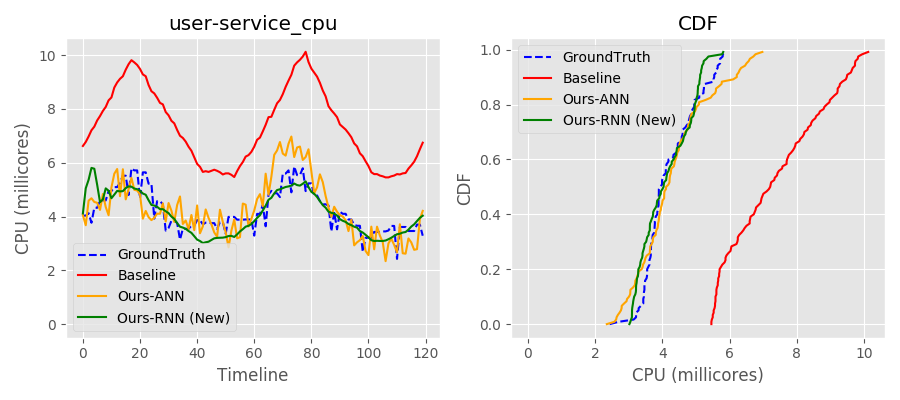 user-service_cpu
CPU (millicores)
10
8
6
4
2
0
GroundTruth
Baseline
Ours-ANN
Ours-RNN (New)
0 20 40 60 80 100 120
Timeline
CDF
CDF
1.0
0.8
0.6
0.4
0.2
0.0
GroundTruth
Baseline
Ours-ANN
Ours-RNN (New)
0 2 4 6 8 10
CPU (millicores)